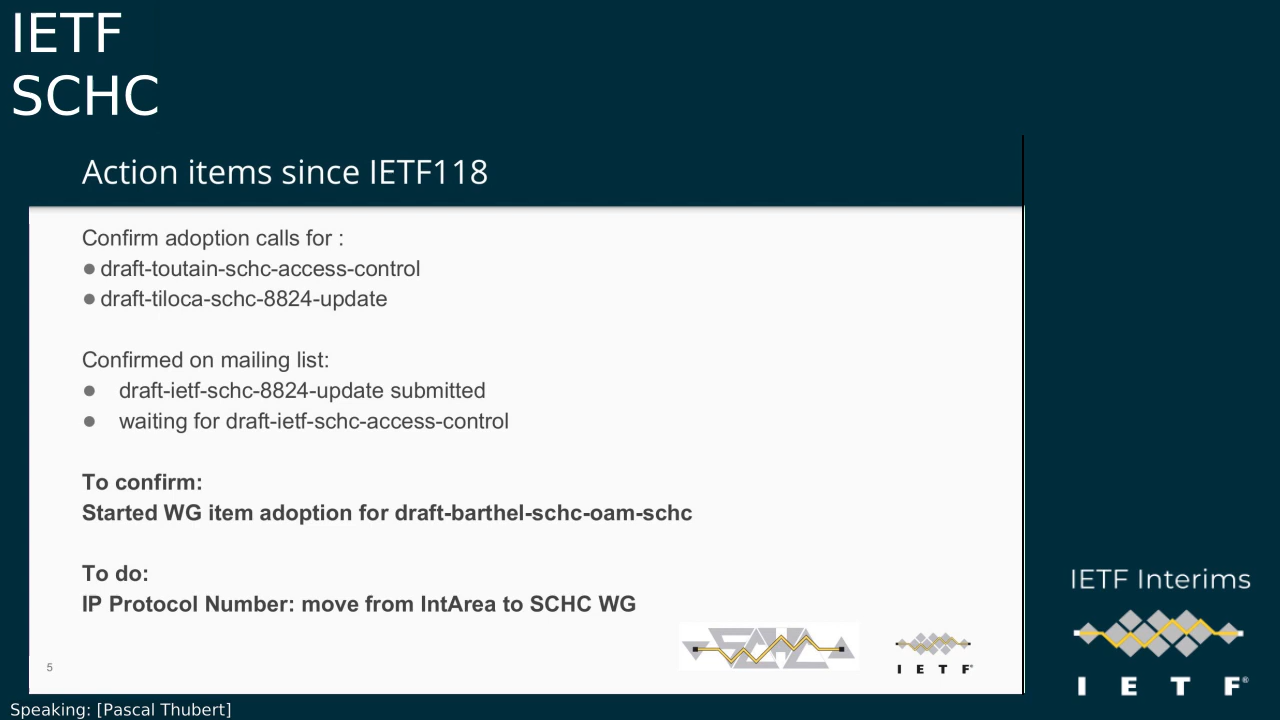 IETF
SCHC
Action items since IETF118
Confirm adoption calls for :
● draft-toutain-schc-access-control
● draft-tiloca-schc-8824-update
Confirmed on mailing list:
● draft-ietf-schc-8824-update submitted
● waiting for draft-ietf-schc-access-control
To confirm:
Started WG item adoption for draft-barthel-schc-oam-schc
To do:
IP Protocol Number: move from IntArea to SCHC WG
SCHC
I E T F®
5
IETF Interims
I E T F®
Speaking: [Pascal Thubert]